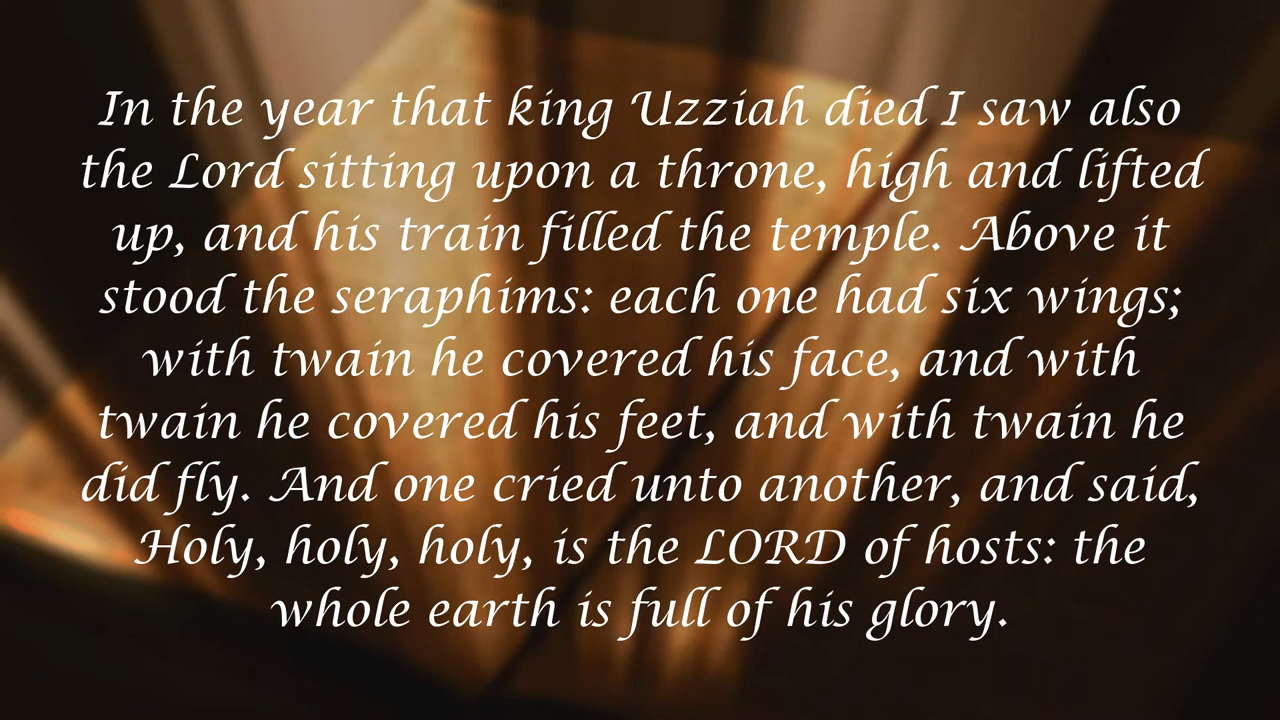 In the year that king Uzziah died I saw also
the Lord sitting upon a throne, high and lifted
up, and his train filled the temple. Above it
stood the seraphims: each one had six wings;
with twain he covered his face, and with
twain he covered his feet, and with twain he
did fly. And one cried unto another, and said,
Holy, holy, holy, is the LORD of hosts: the
whole earth is full of his glory.